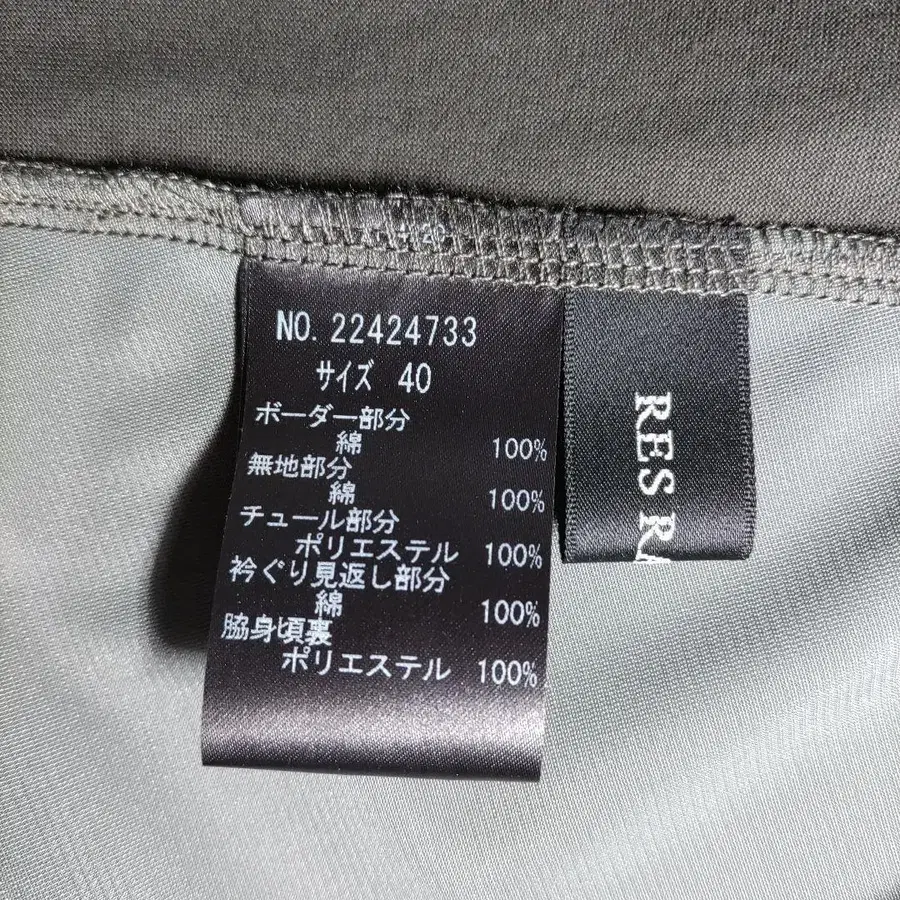 NO. 22424733
サイズ 40
ボーダー部分
綿 100%
無地部分
綿 100%
チュール部分
ポリエステル 100%
衿ぐり見返し部分
綿 100%
脇身頃裏
ポリエステル 100%
RES RA